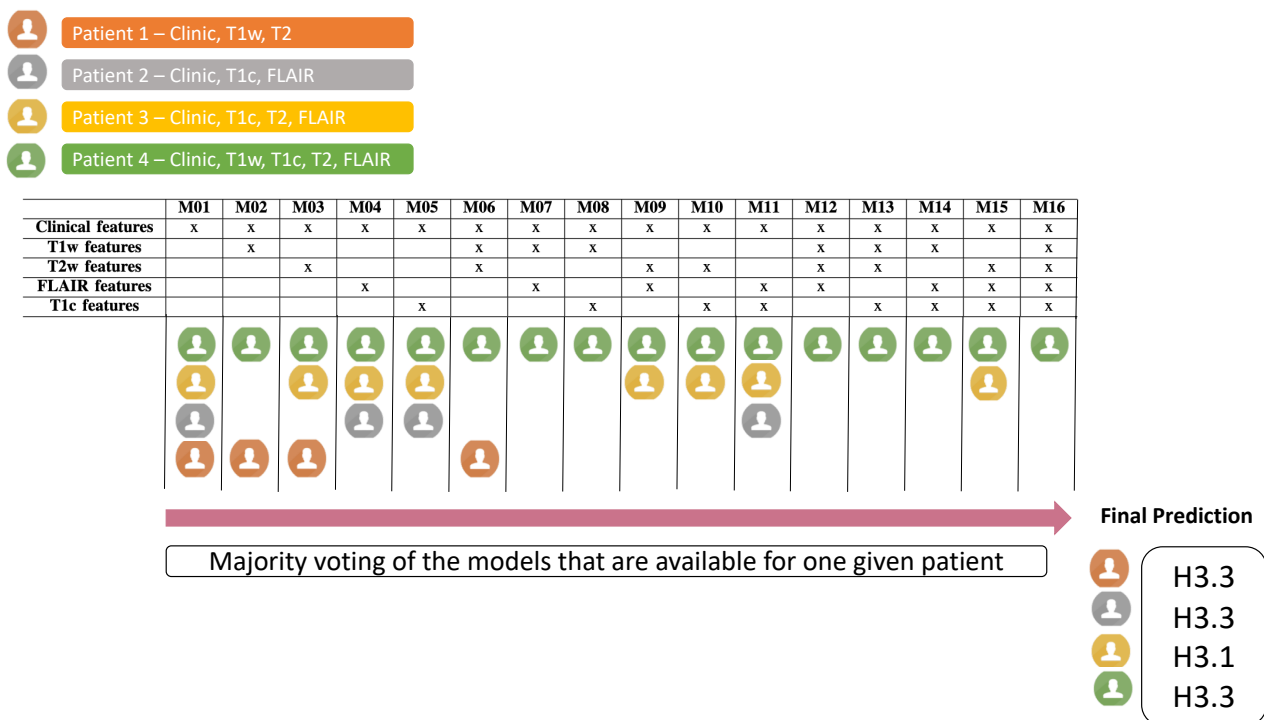 Patient 1 – Clinic, T1w, T2
Patient 2 – Clinic, T1c, FLAIR
Patient 3 – Clinic, T1c, T2, FLAIR
Patient 4 – Clinic, T1w, T1c, T2, FLAIR
M01 M02 M03 M04 M05 M06 M07 M08 M09 M10 M11 M12 M13 M14 M15 M16
Clinical features x x x x x x x x x x x x x x x x
T1w features x x x x x x x x
T2w features x x x x x x x x
FLAIR features x x x x x x x x
T1c features x x x x x x x x
Final Prediction
Majority voting of the models that are available for one given patient
H3.3
H3.3
H3.1
H3.3